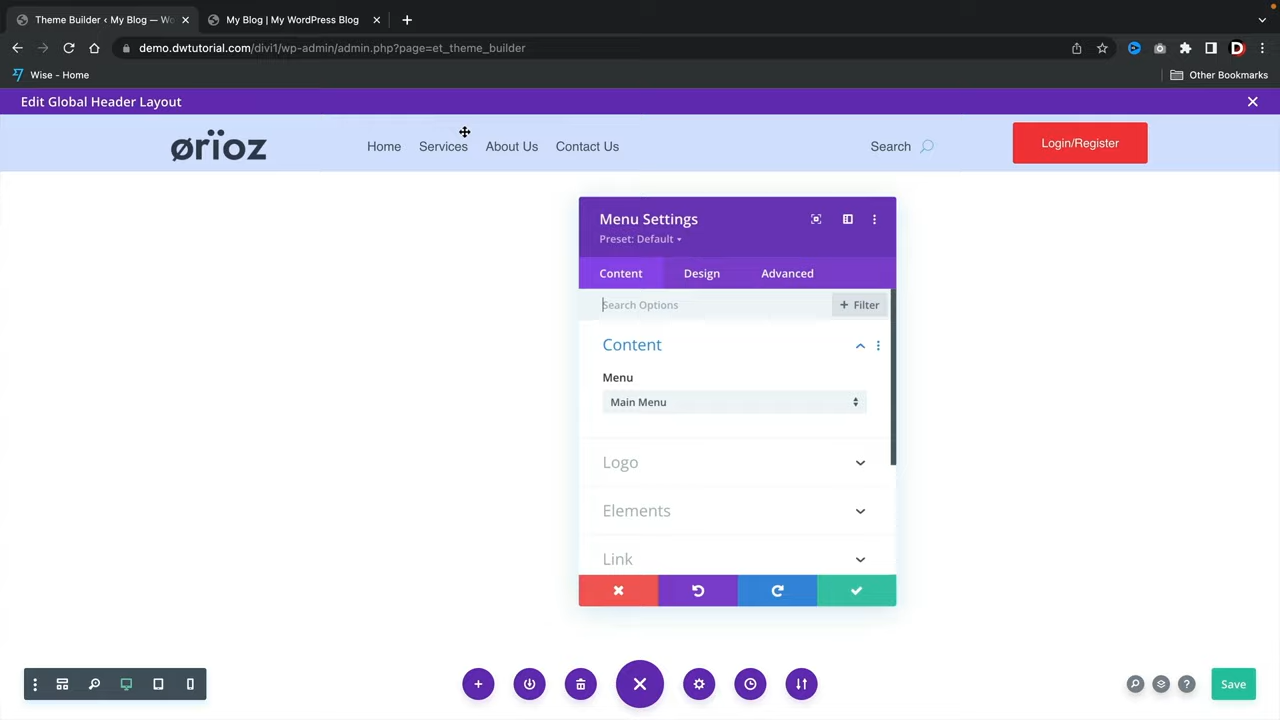 Theme Builder ‹ My Blog — Wo
My Blog | My WordPress Blog
demo.dwtutorial.com/divi1/wp-admin/admin.php?page=et_theme_builder
D
Wise - Home
Other Bookmarks
Edit Global Header Layout
ørïoz
Home
Services
About Us
Contact Us
Search
Login/Register
Menu Settings
Preset: Default
Content
Design
Advanced
Search Options
+ Filter
Content
Menu
Main Menu
Logo
Elements
Link
?
Save